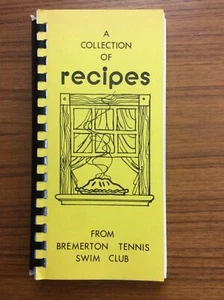 A
COLLECTION
OF
recipes
FROM
BREMERTON TENNIS
SWIM CLUB